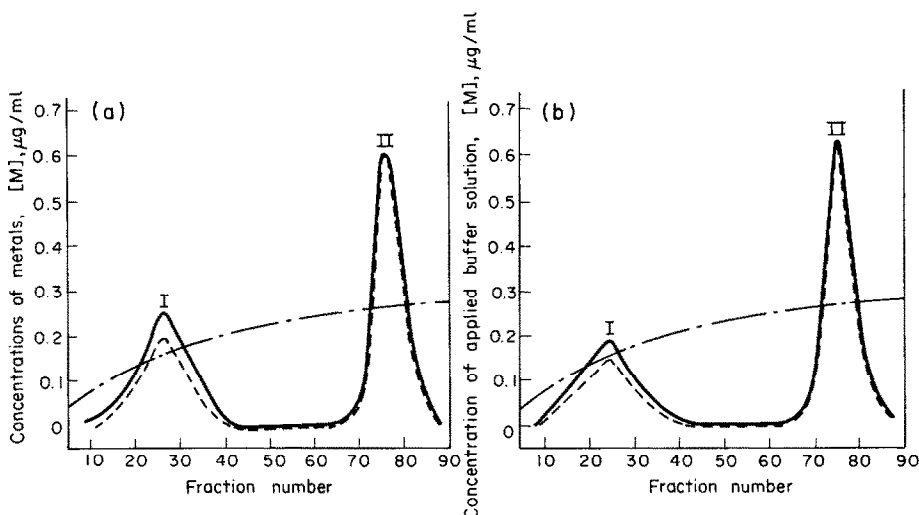 (a)
Concentrations of metals, [M], μg/ml
0.7
0.6
0.5
0.4
0.3
0.2
0.1
0
I
II
10 20 30 40 50 60 70 80 90
Fraction number
(b)
Concentration of applied buffer solution, [M], μg/ml
0.7
0.6
0.5
0.4
0.3
0.2
0.1
0
I
II
10 20 30 40 50 60 70 80 90
Fraction number